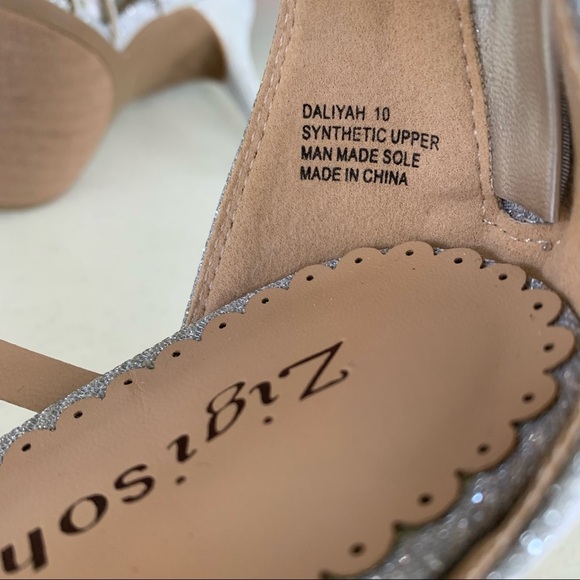 DALIYAH 10
SYNTHETIC UPPER
MAN MADE SOLE
MADE IN CHINA
Zigisoh